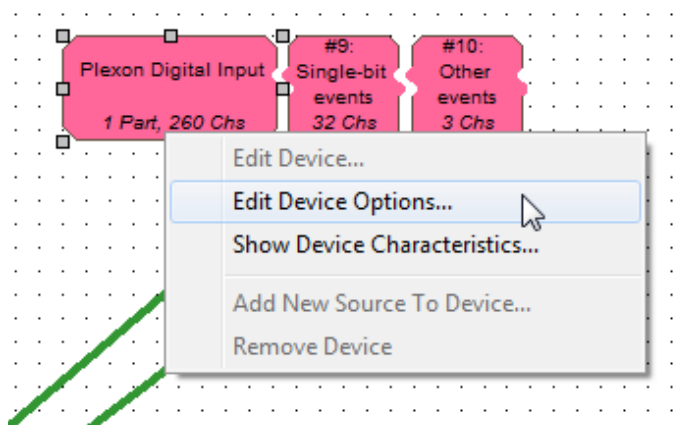 Plexon Digital Input
1 Part, 260 Chs
#9:
Single-bit
events
32 Chs
#10:
Other
events
3 Chs
Edit Device...
Edit Device Options...
Show Device Characteristics...
Add New Source To Device...
Remove Device